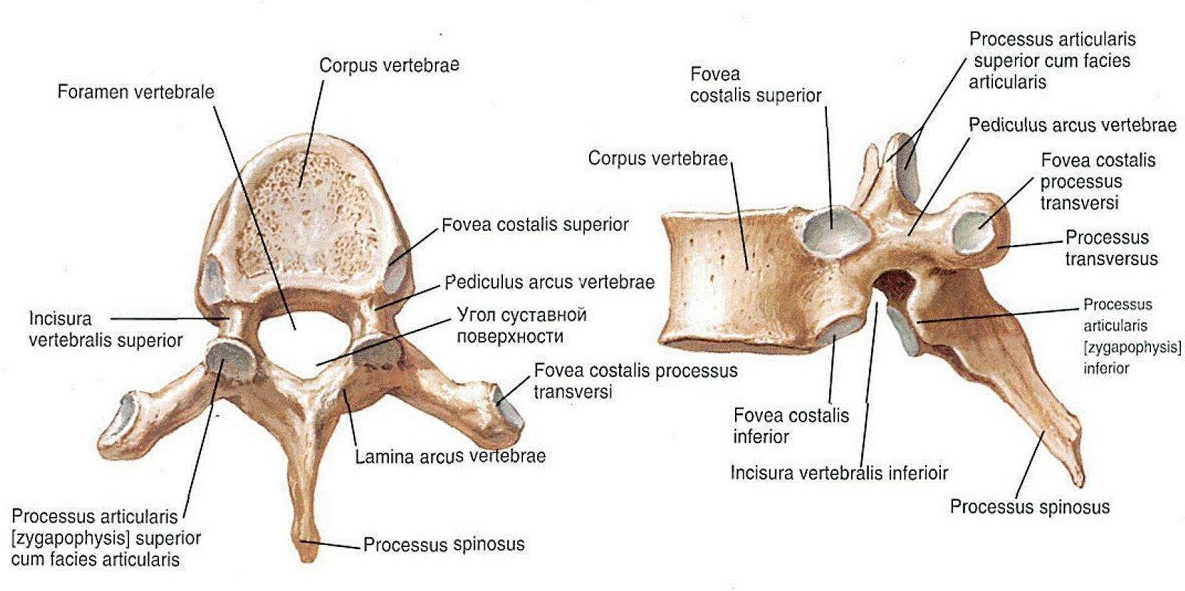 Corpus vertebrae
Foramen vertebrale
Fovea costalis superior
Pediculus arcus vertebrae
Incisura
vertebralis superior
Угол суставной
поверхности
Fovea costalis processus
transversi
Lamina arcus vertebrae
Processus articularis
[zygapophysis] superior
cum facies articularis
Processus spinosus
Processus articularis
superior cum facies
articularis
Fovea
costalis superior
Pediculus arcus vertebrae
Corpus vertebrae
Fovea costalis
processus
transversi
Processus
transversus
Processus
articularis
[zygapophysis]
inferior
Fovea costalis
inferior
Incisura vertebralis inferioir
Processus spinosus